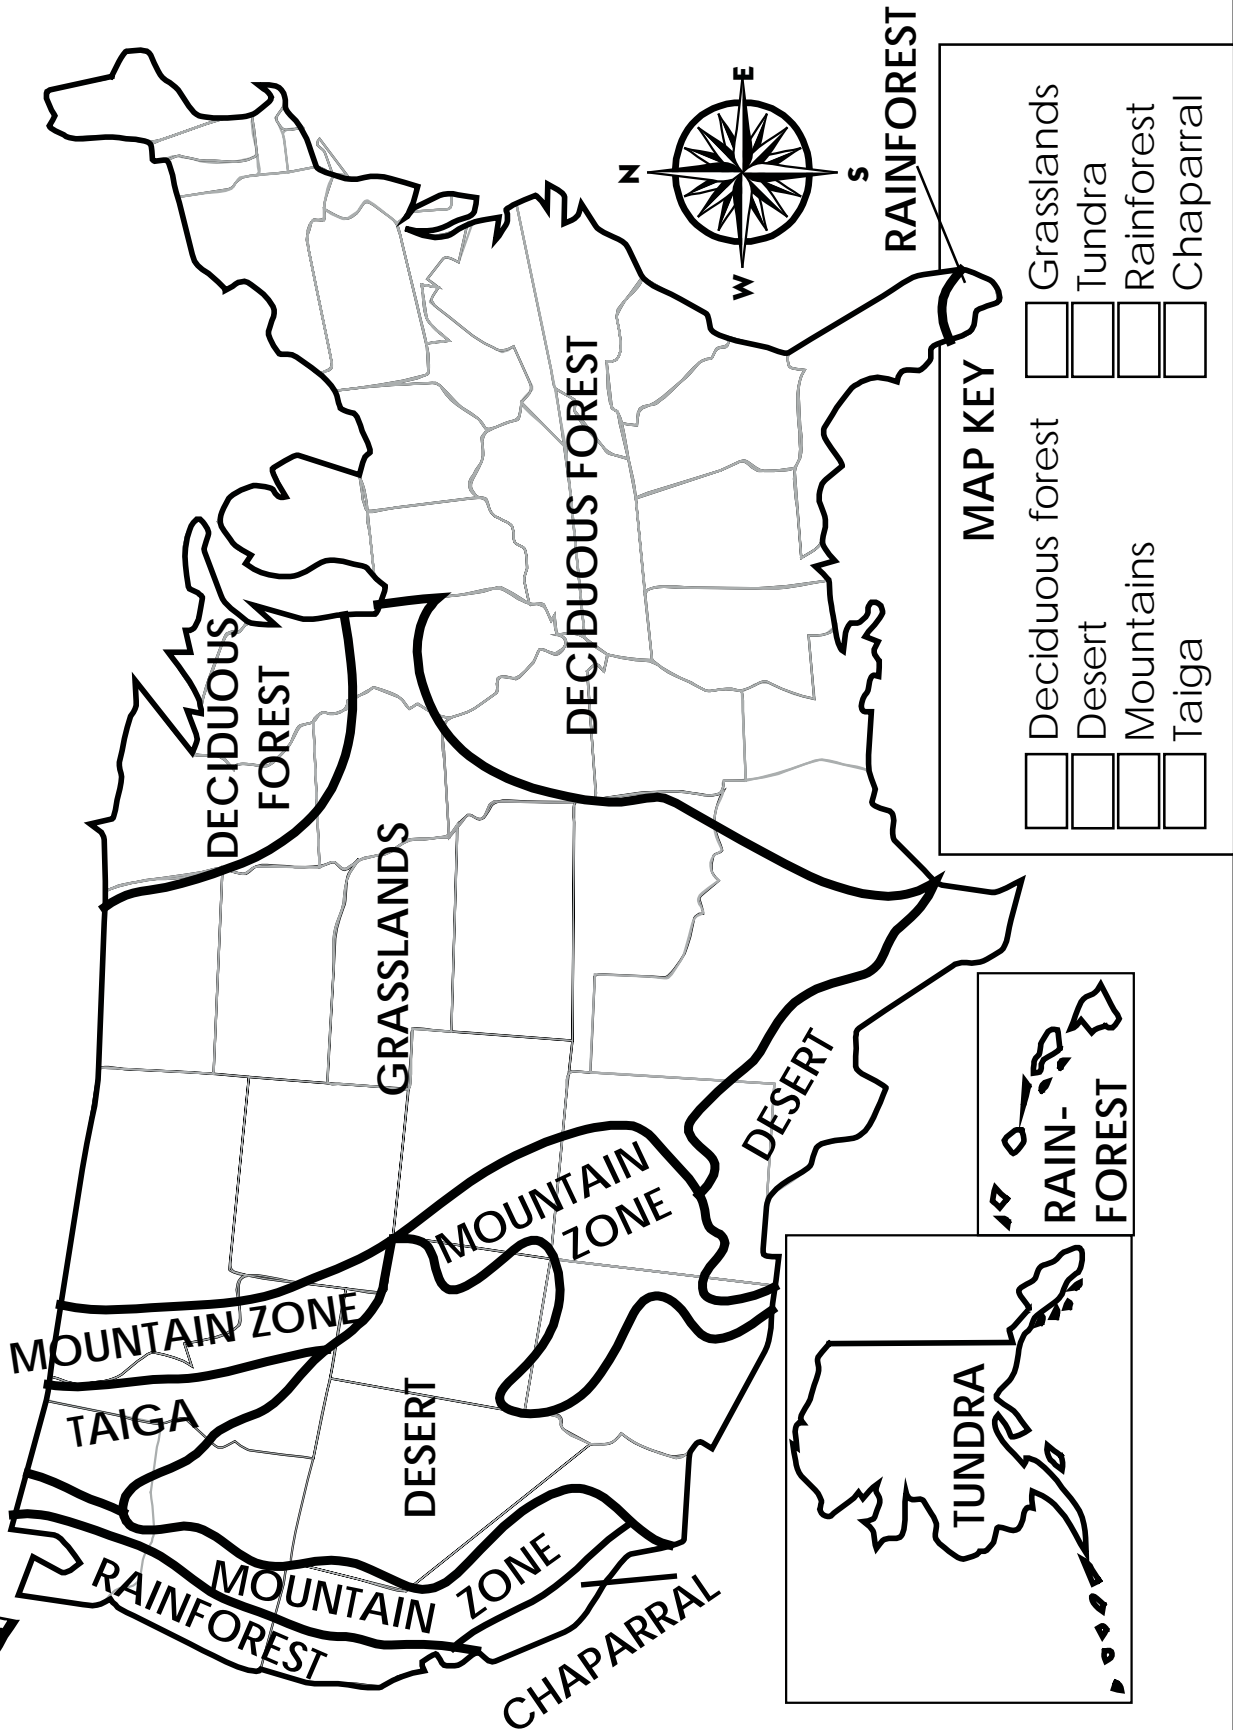 MOUNTAIN ZONE
TAIGA
RAINFOREST
MOUNTAIN
ZONE
CHAPARRAL
DESERT
MOUNTAIN
ZONE
DESERT
GRASSLANDS
DECIDUOUS
FOREST
DECIDUOUS FOREST
N
W
E
S
RAINFOREST
TUNDRA
RAIN-
FOREST
MAP KEY
Deciduous forest
Desert
Mountains
Taiga
Grasslands
Tundra
Rainforest
Chaparral